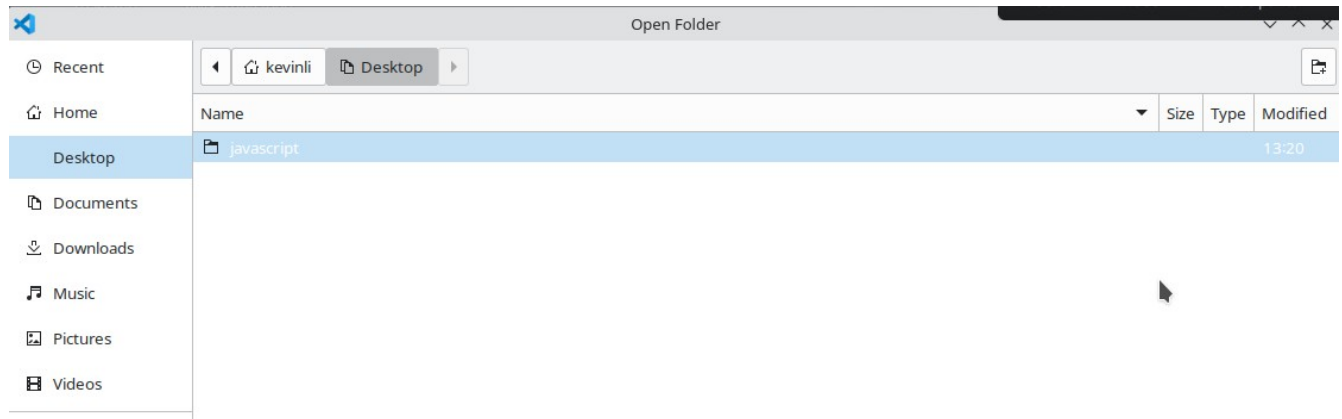 Open Folder
Recent
kevinli Desktop
Home
Name Size Type Modified
Desktop
javascript 13:20
Documents
Downloads
Music
Pictures
Videos